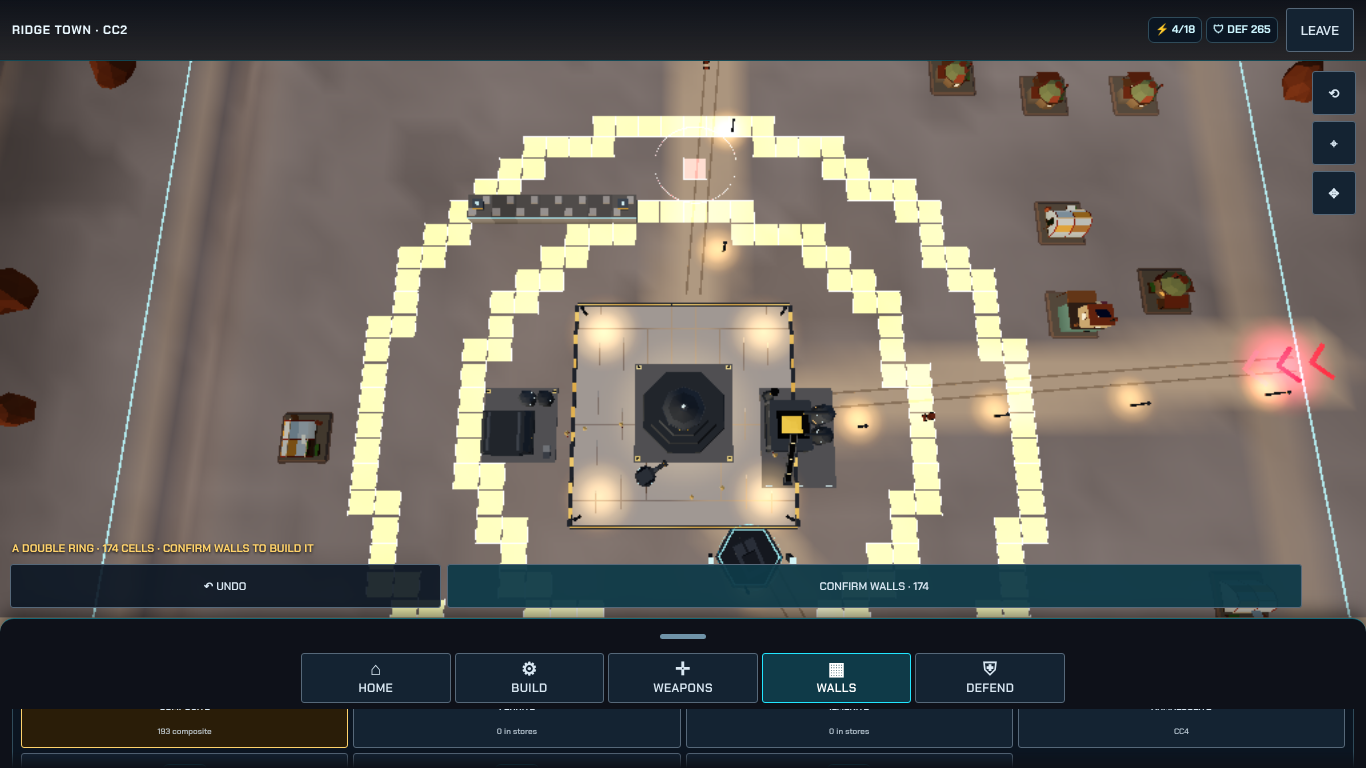 RIDGE TOWN · CC2
⚡ 4/18
🛡 DEF 265
LEAVE
A DOUBLE RING · 174 CELLS · CONFIRM WALLS TO BUILD IT
↶ UNDO
CONFIRM WALLS · 174
HOME
BUILD
WEAPONS
WALLS
DEFEND
193 composite
0 in stores
0 in stores
CC4